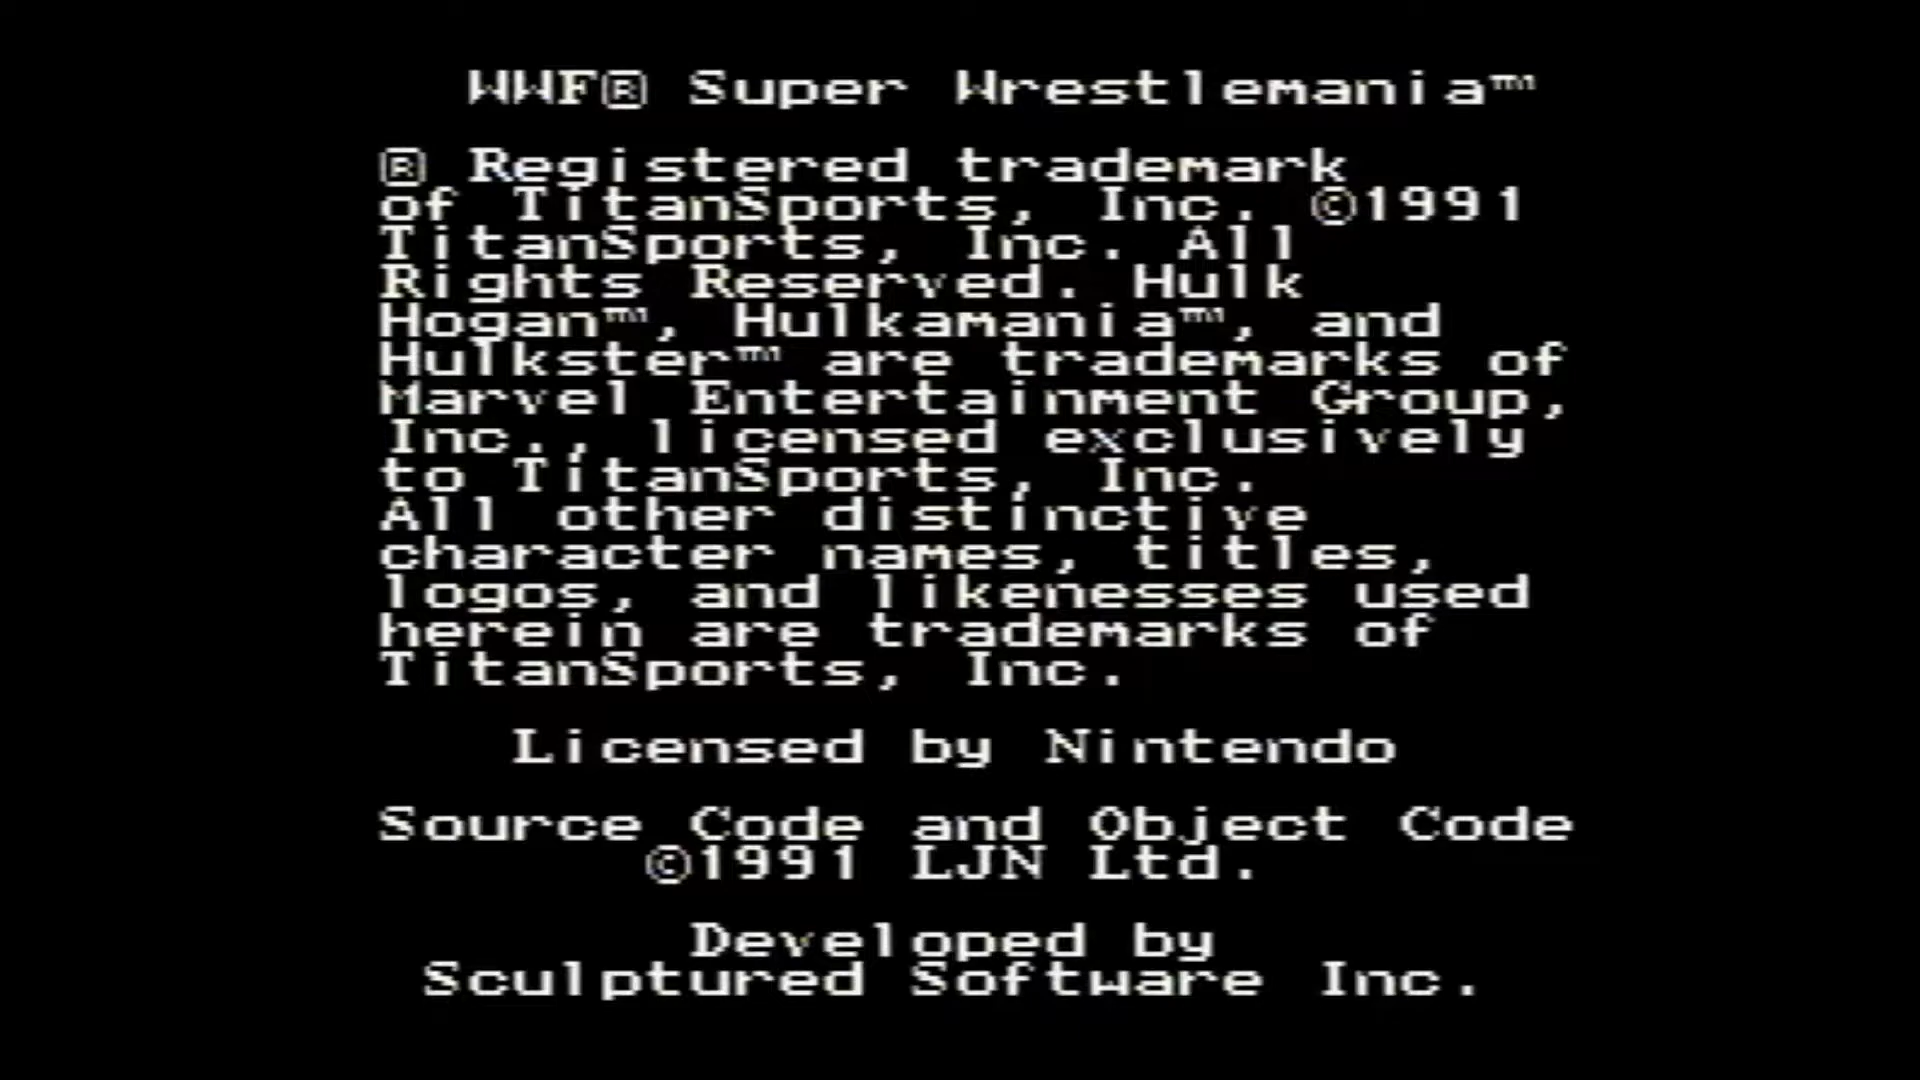 WWF® Super Wrestlemania™
® Registered trademark
of TitanSports, Inc. ©1991
TitanSports, Inc. All
Rights Reserved. Hulk
Hogan™, Hulkamania™, and
Hulkster™ are trademarks of
Marvel Entertainment Group,
Inc., licensed exclusively
to TitanSports, Inc.
All other distinctive
character names, titles,
logos, and likenesses used
herein are trademarks of
TitanSports, Inc.
Licensed by Nintendo
Source Code and Object Code
©1991 LJN Ltd.
Developed by
Sculptured Software Inc.